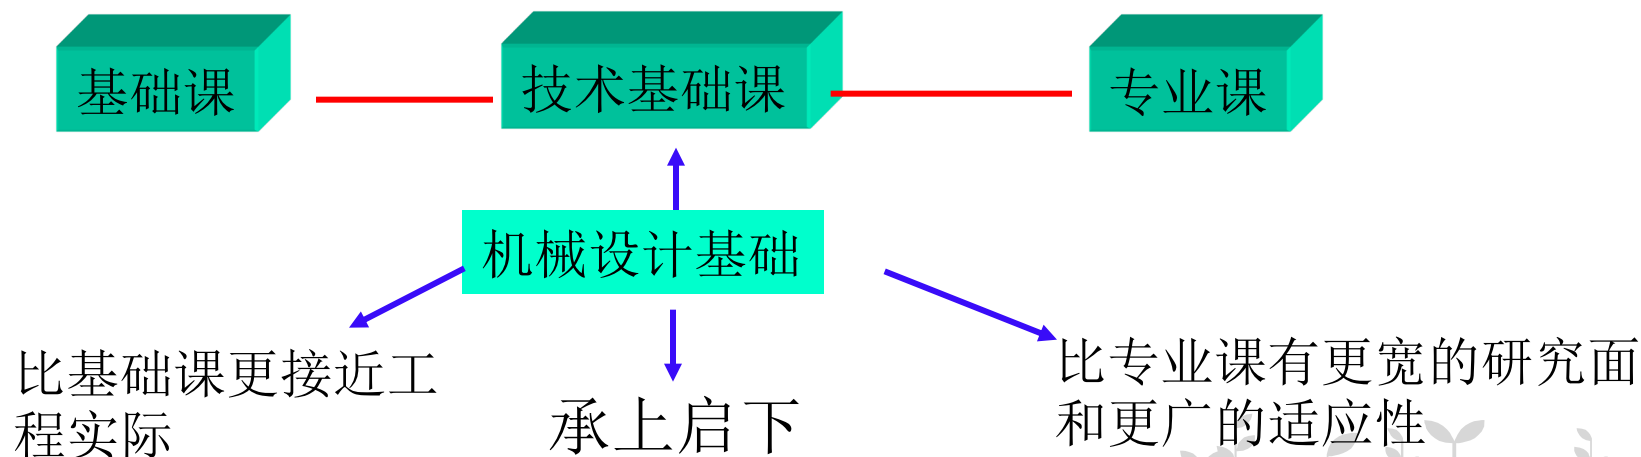 基础课
技术基础课
专业课
机械设计基础
比基础课更接近工
程实际
承上启下
比专业课有更宽的研究面
和更广的适应性